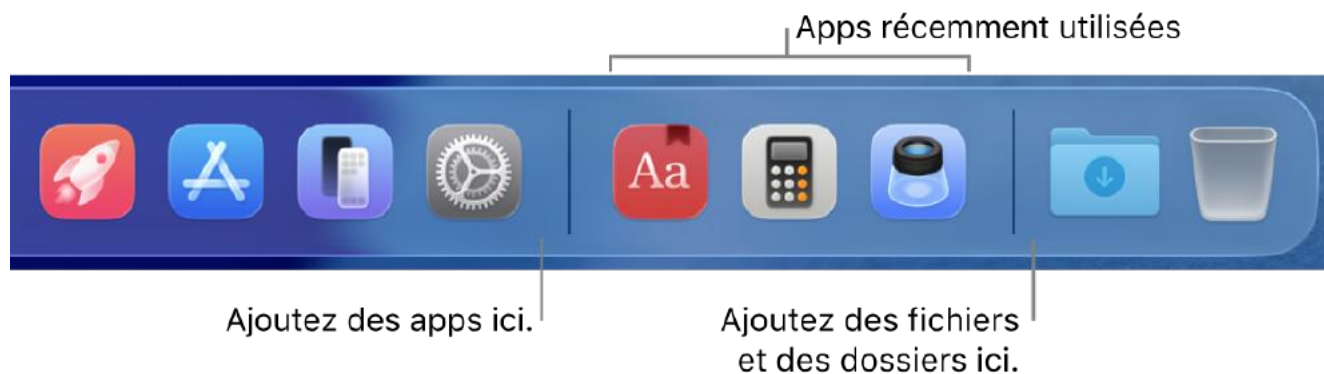 Apps récemment utilisées
Aa
Ajoutez des apps ici.
Ajoutez des fichiers
et des dossiers ici.